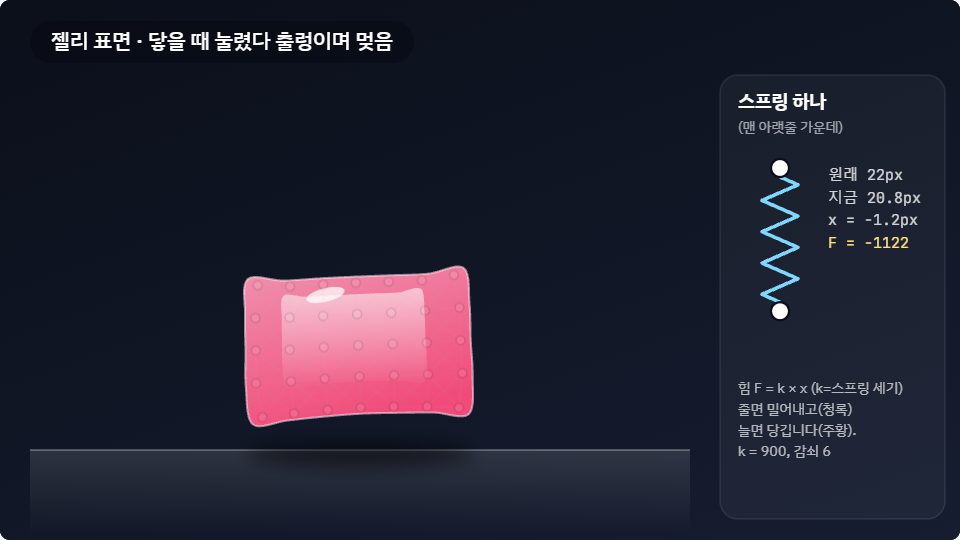 젤리 표면 · 닿을 때 눌렸다 출렁이며 멎음
스프링 하나
(맨 아랫줄 가운데)
원래 22px
지금 20.8px
x = -1.2px
F = -1122
힘 F = k × x (k=스프링 세기)
줄면 밀어내고(청록)
늘면 당깁니다(주황).
k = 900, 감쇠 6